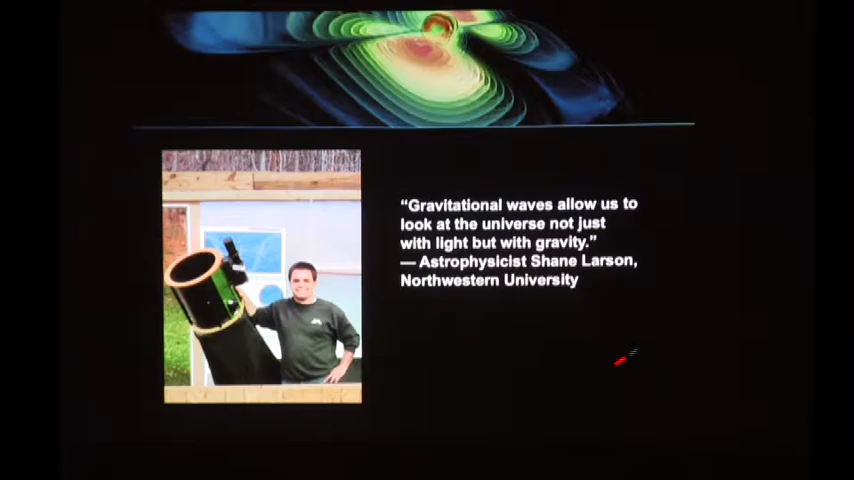 “Gravitational waves allow us to
look at the universe not just
with light but with gravity.”
— Astrophysicist Shane Larson,
Northwestern University